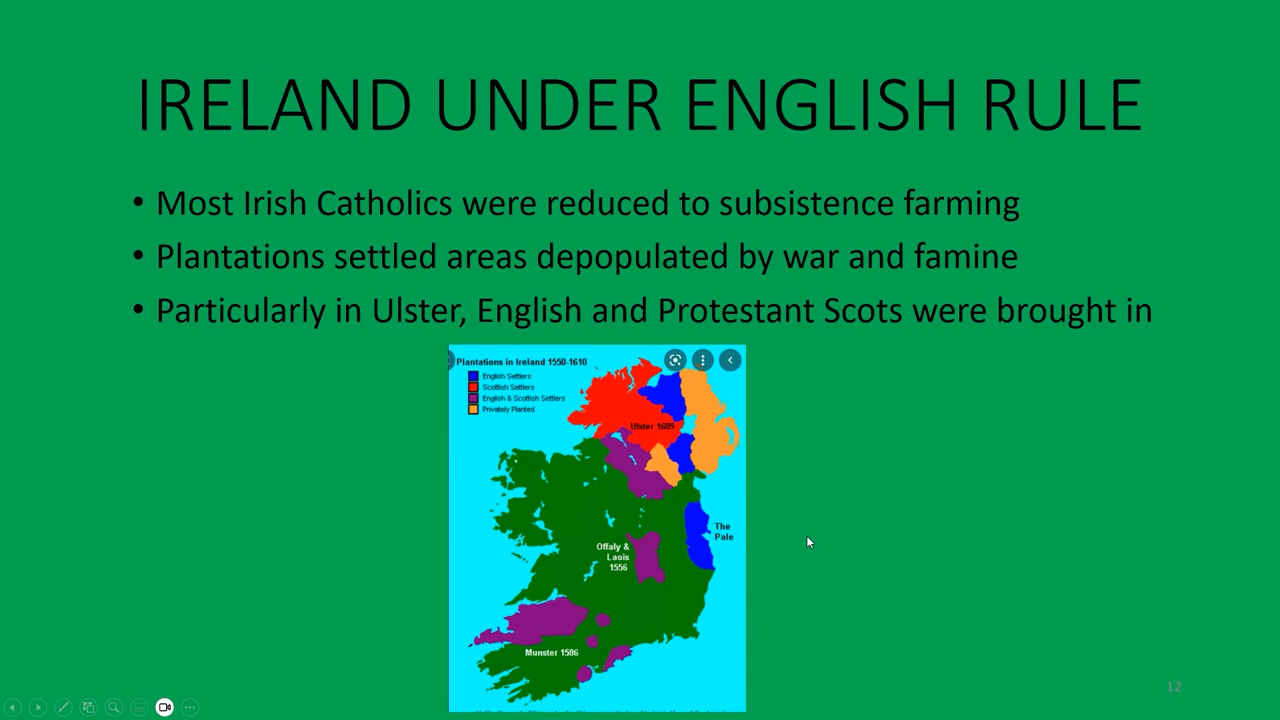 IRELAND UNDER ENGLISH RULE
• Most Irish Catholics were reduced to subsistence farming
• Plantations settled areas depopulated by war and famine
• Particularly in Ulster, English and Protestant Scots were brought in
Plantations in Ireland 1550-1610
English Settlers
Scottish Settlers
English & Scottish Settlers
Privately Planted
Ulster 1609
The
Pale
Offaly &
Laois
1556
Munster 1586
12